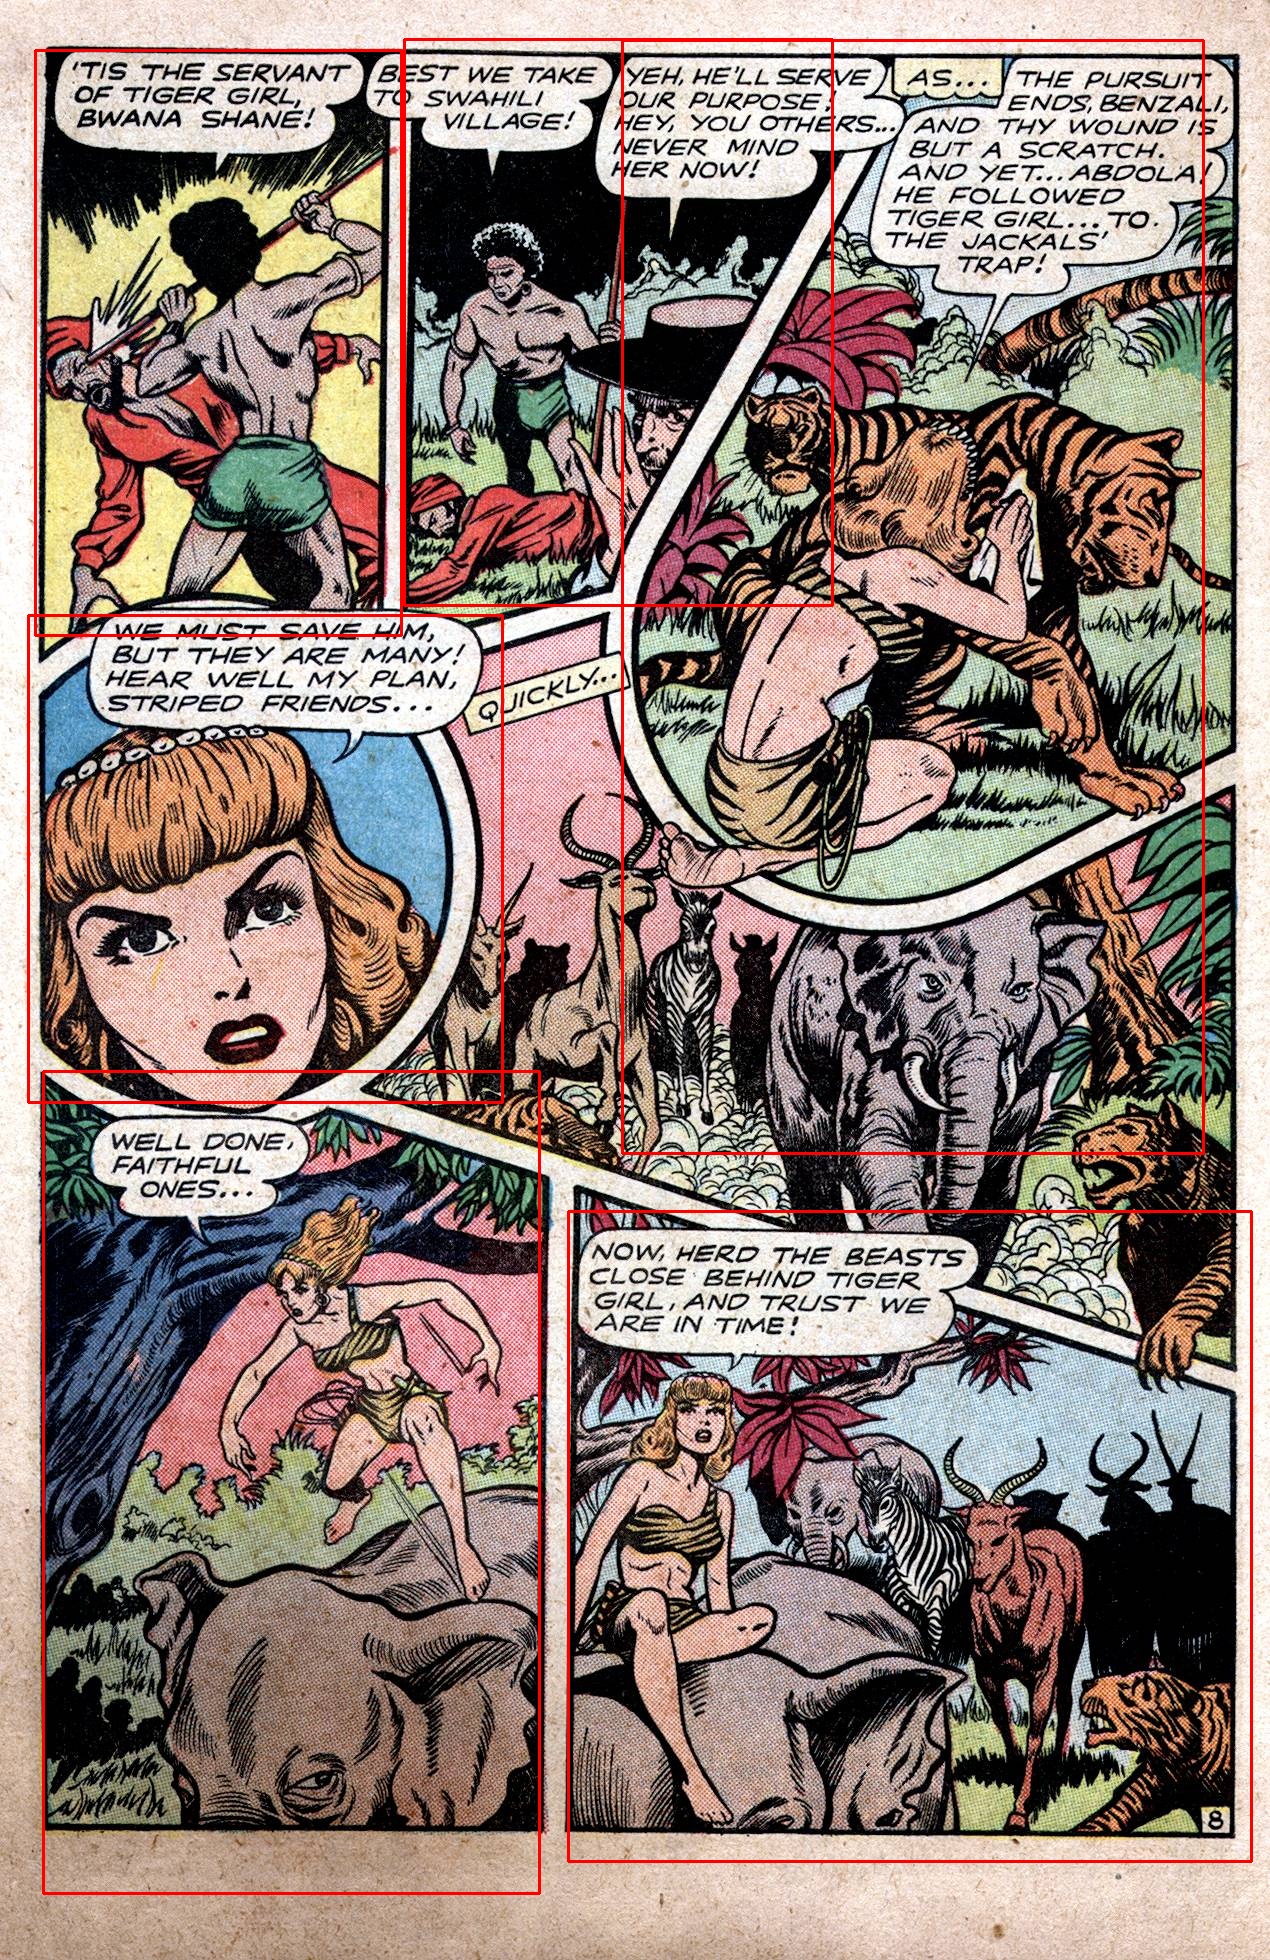 'TIS THE SERVANT
OF TIGER GIRL,
BWANA SHANE!
BEST WE TAKE
TO SWAHILI
VILLAGE!
YEH, HE'LL SERVE
OUR PURPOSE!
HEY, YOU OTHERS...
NEVER MIND
HER NOW!
AS...
THE PURSUIT
ENDS, BENZALI,
AND THY WOUND IS
BUT A SCRATCH.
AND YET... ABDOLA!
HE FOLLOWED
TIGER GIRL... TO
THE JACKALS'
TRAP!
WE MUST SAVE HIM,
BUT THEY ARE MANY!
HEAR WELL MY PLAN,
STRIPED FRIENDS...
QUICKLY...
WELL DONE,
FAITHFUL
ONES...
NOW, HERD THE BEASTS
CLOSE BEHIND TIGER
GIRL, AND TRUST WE
ARE IN TIME!
8